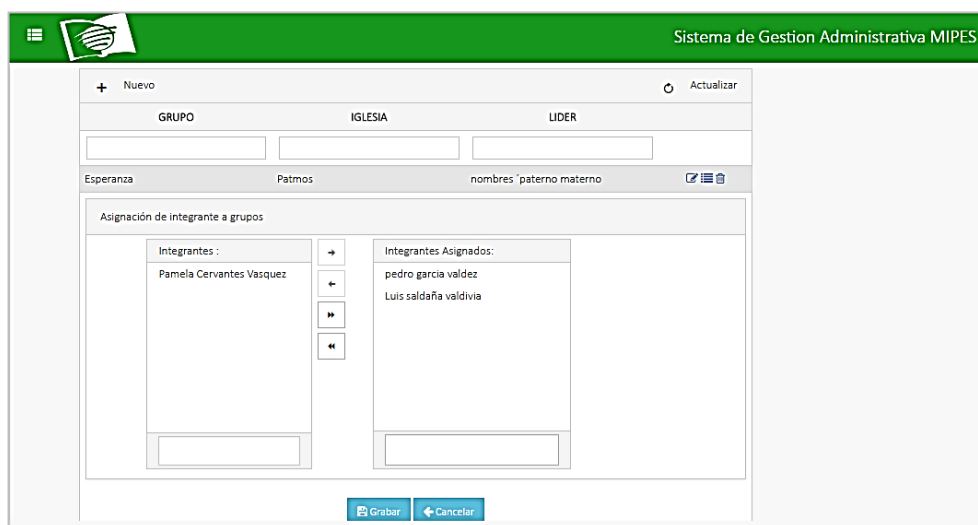 Sistema de Gestion Administrativa MIPES
+ Nuevo Actualizar
GRUPO IGLESIA LIDER
Esperanza Patmos nombres ´paterno materno
Asignación de integrante a grupos
Integrantes : Integrantes Asignados:
Pamela Cervantes Vasquez pedro garcia valdez
Luis saldaña valdivia
Grabar Cancelar